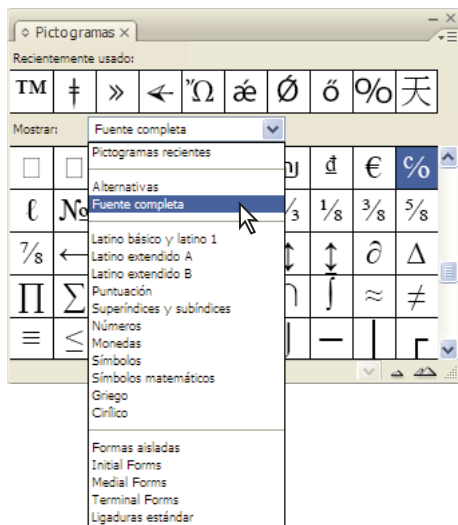 Pictogramas
Recientemente usado:
™ ǂ » Ὤ ǽ Ǿ ő % 天
Mostrar: Fuente completa
Pictogramas recientes
₫ € ℅
Alternativas
Fuente completa
ℓ № ⅓ ⅛ ⅜ ⅝
Latino básico y latino 1
⅞ ← ↕ ↨ ∂ ∆
Latino extendido A
Latino extendido B
Puntuación
∏ ∑ ∩ ∫ ≈ ≠
Superíndices y subíndices
Números
≡ ≤
Monedas
Símbolos
Símbolos matemáticos
Griego
Cirílico
Formas aisladas
Initial Forms
Medial Forms
Terminal Forms
Ligaduras estándar